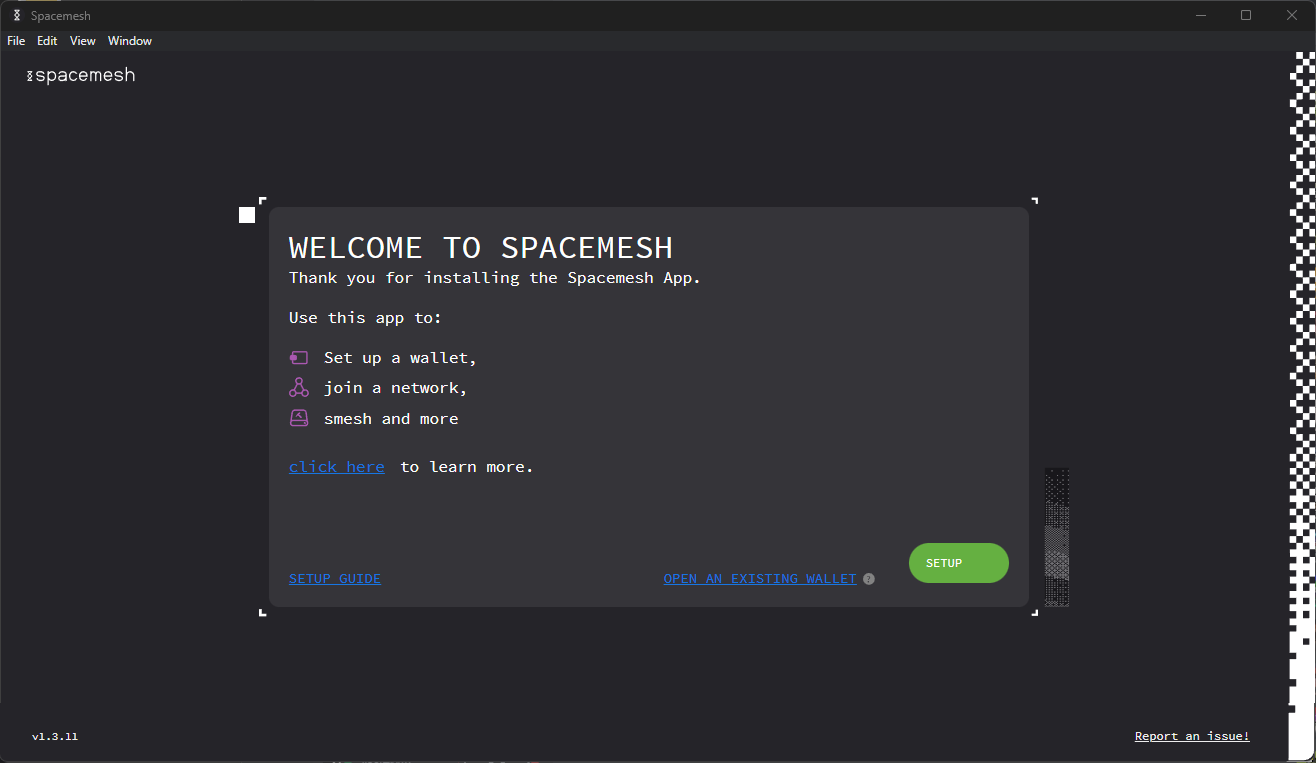 Spacemesh
File Edit View Window
spacemesh
WELCOME TO SPACEMESH
Thank you for installing the Spacemesh App.
Use this app to:
Set up a wallet,
join a network,
smesh and more
click here to learn more.
SETUP
SETUP GUIDE
OPEN AN EXISTING WALLET ?
v1.3.11
Report an issue!